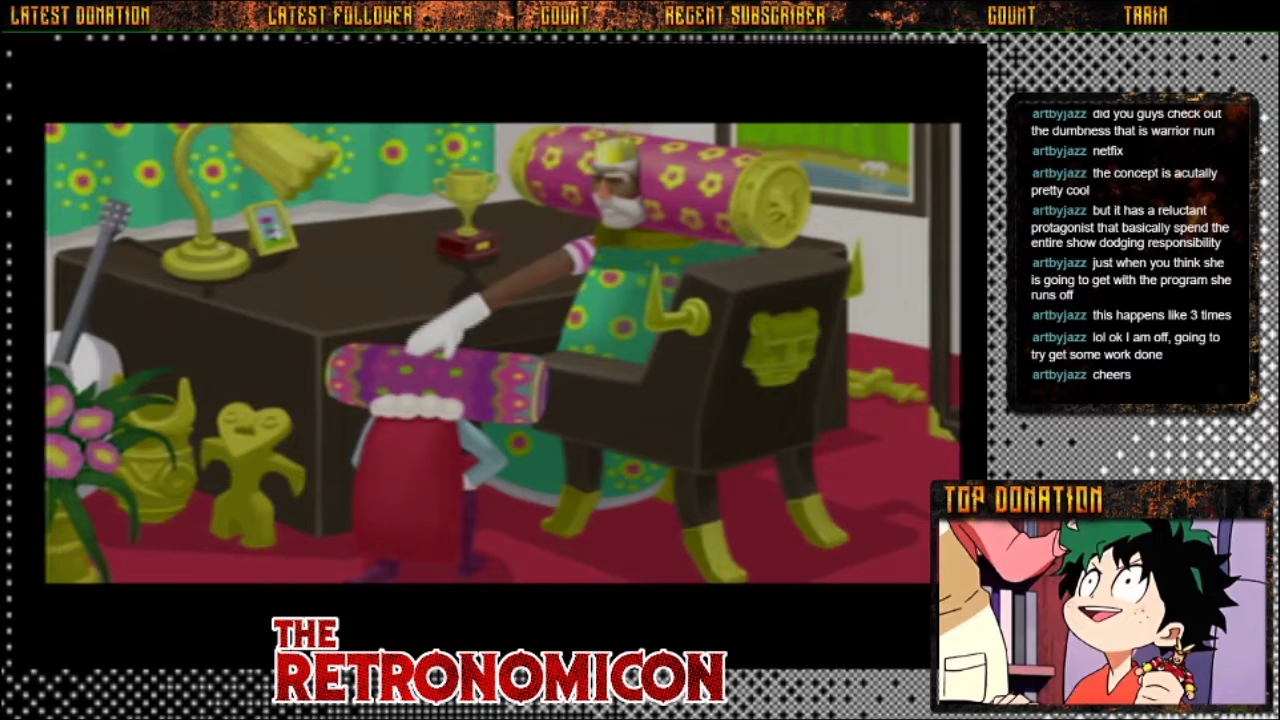 LATEST DONATION LATEST FOLLOWER COUNT RECENT SUBSCRIBER COUNT TRAIN
artbyjazz did you guys check out
the dumbness that is warrior nun
artbyjazz netfix
artbyjazz the concept is acutally
pretty cool
artbyjazz but it has a reluctant
protagonist that basically spend the
entire show dodging responsibility
artbyjazz just when you think she
is going to get with the program she
runs off
artbyjazz this happens like 3 times
artbyjazz lol ok I am off, going to
try get some work done
artbyjazz cheers
TOP DONATION
THE
RETRONOMICON